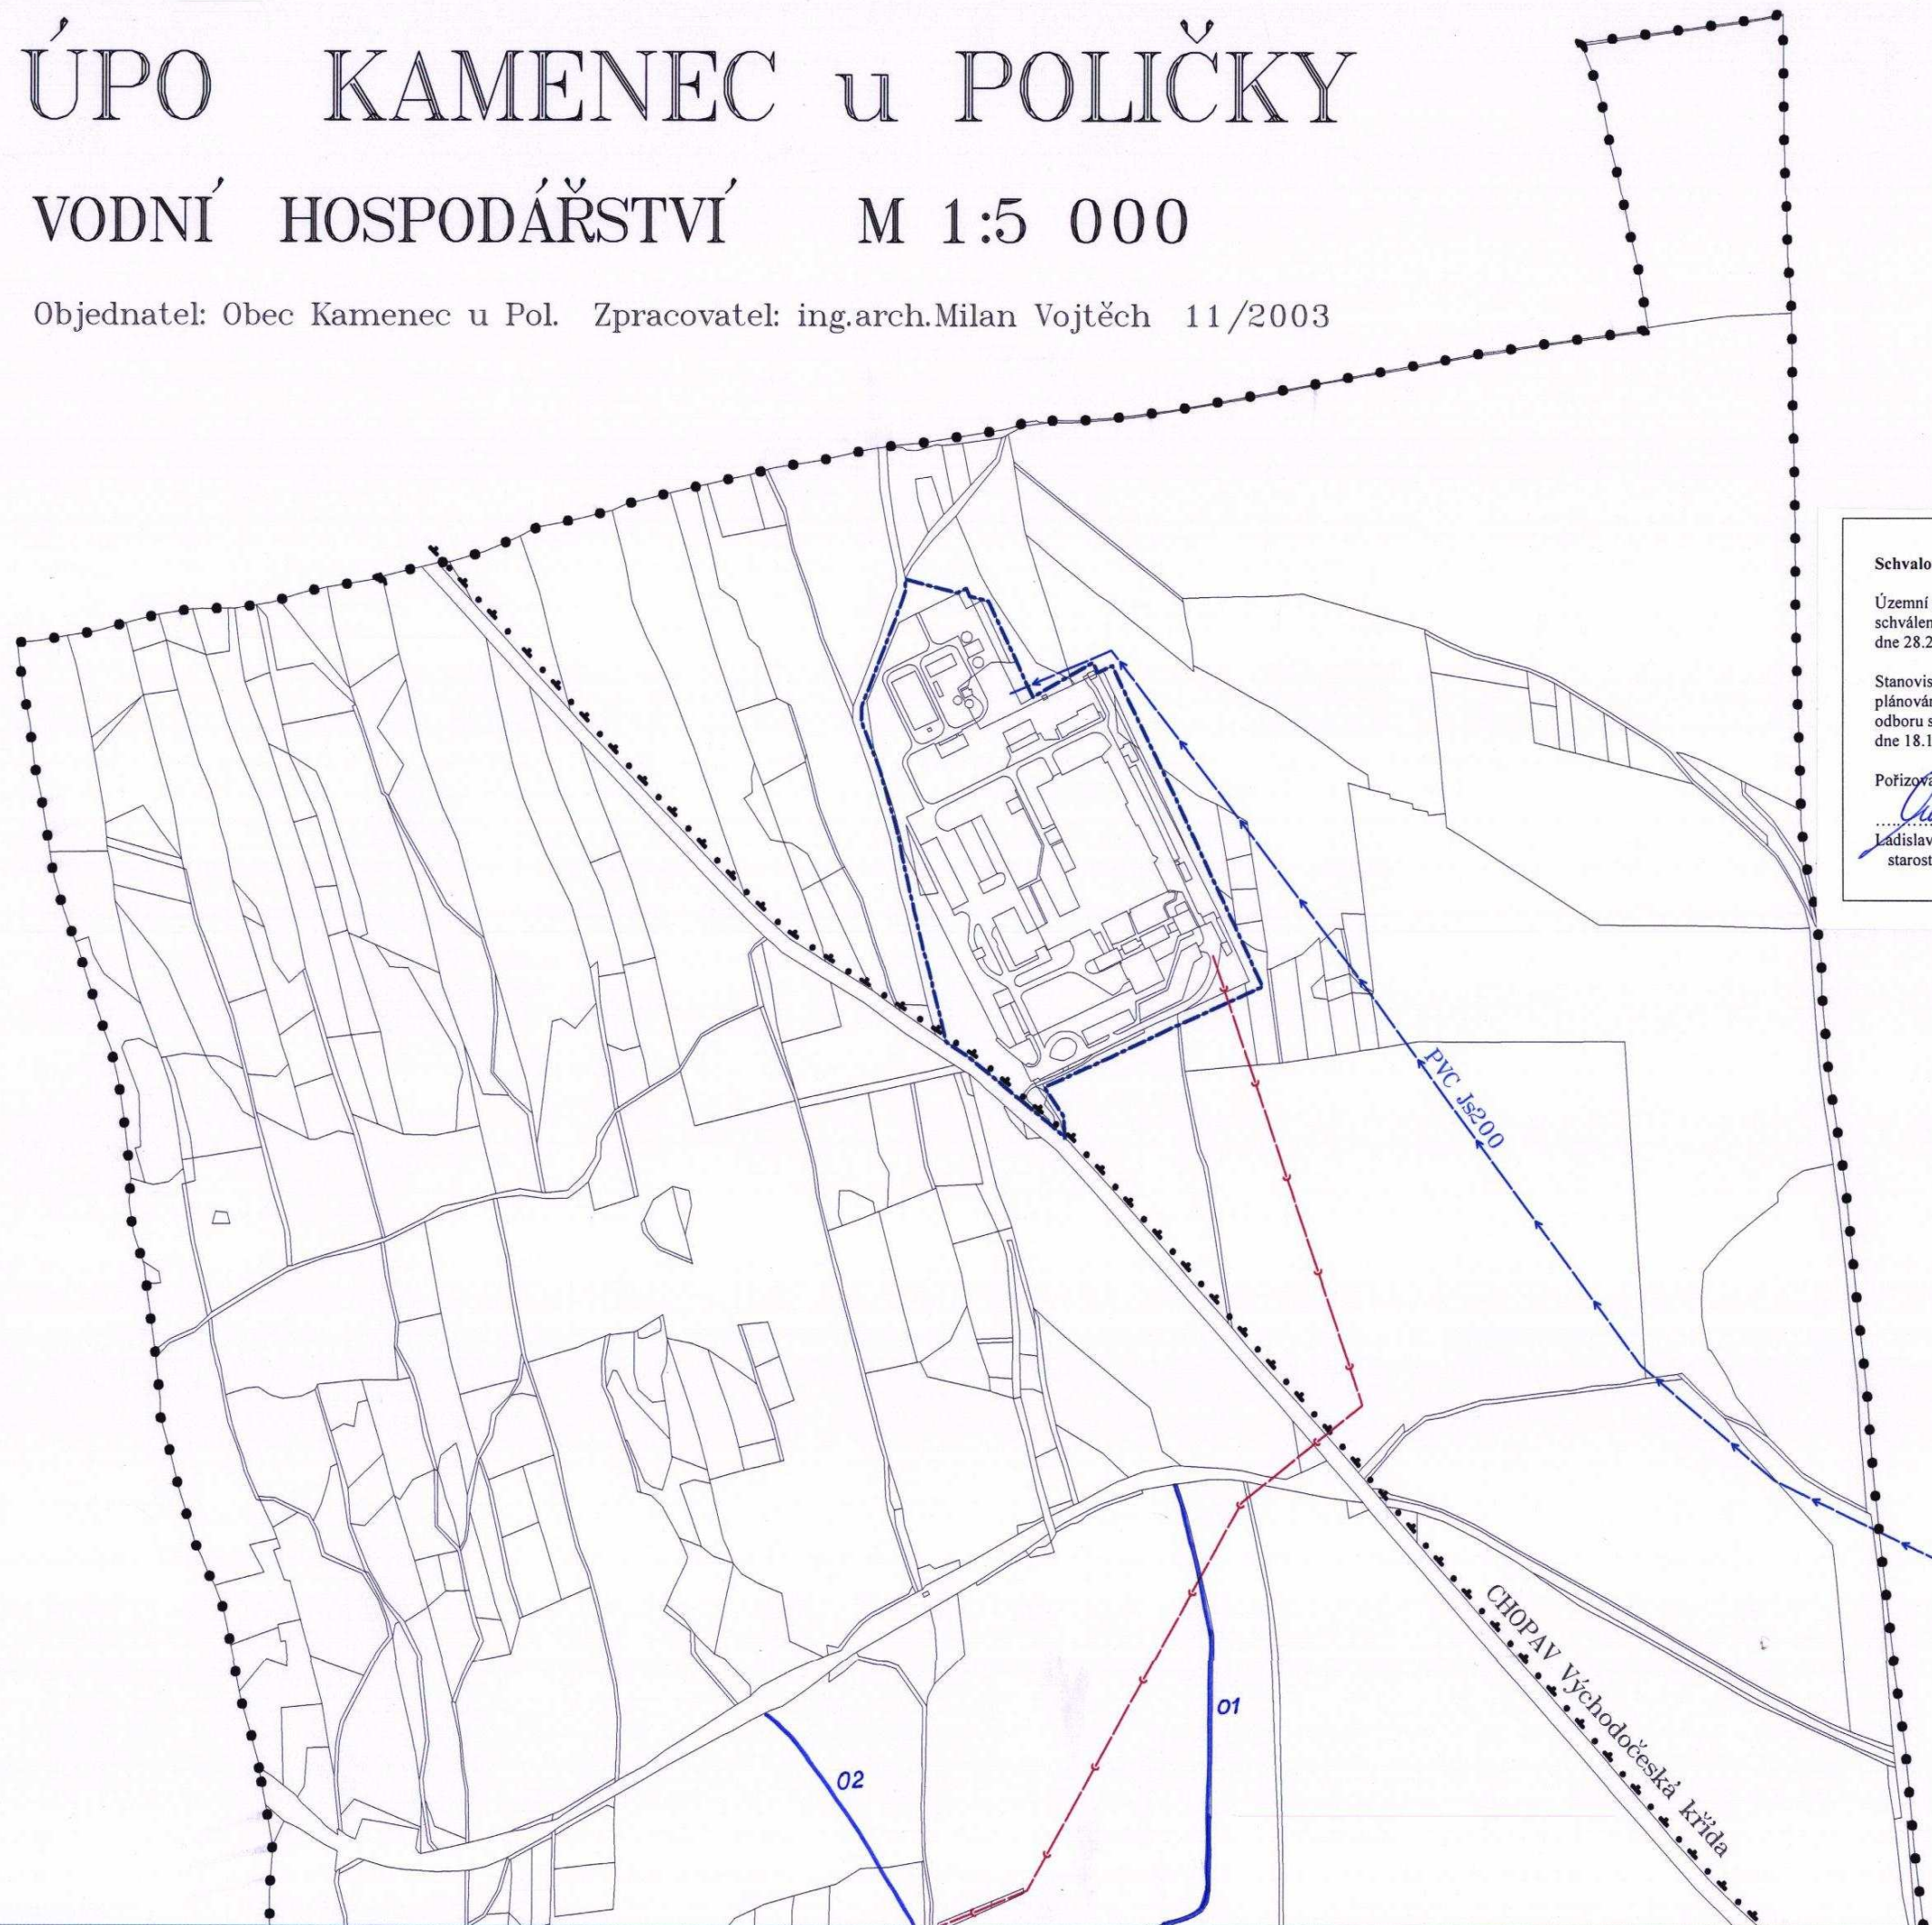 ÚPO KAMENEC u POLIČKY
VODNÍ HOSPODÁŘSTVÍ M 1:5 000
Objednatel: Obec Kamenec u Pol. Zpracovatel: ing.arch.Milan Vojtěch 11/2003
Schvalo
Územní
schválen
dne 28.2
Stanovis
plánován
odboru s
dne 18.1
Pořizova
Ladislav
starost
PVC Js200
CHOPAV Východočeská křída
01
02